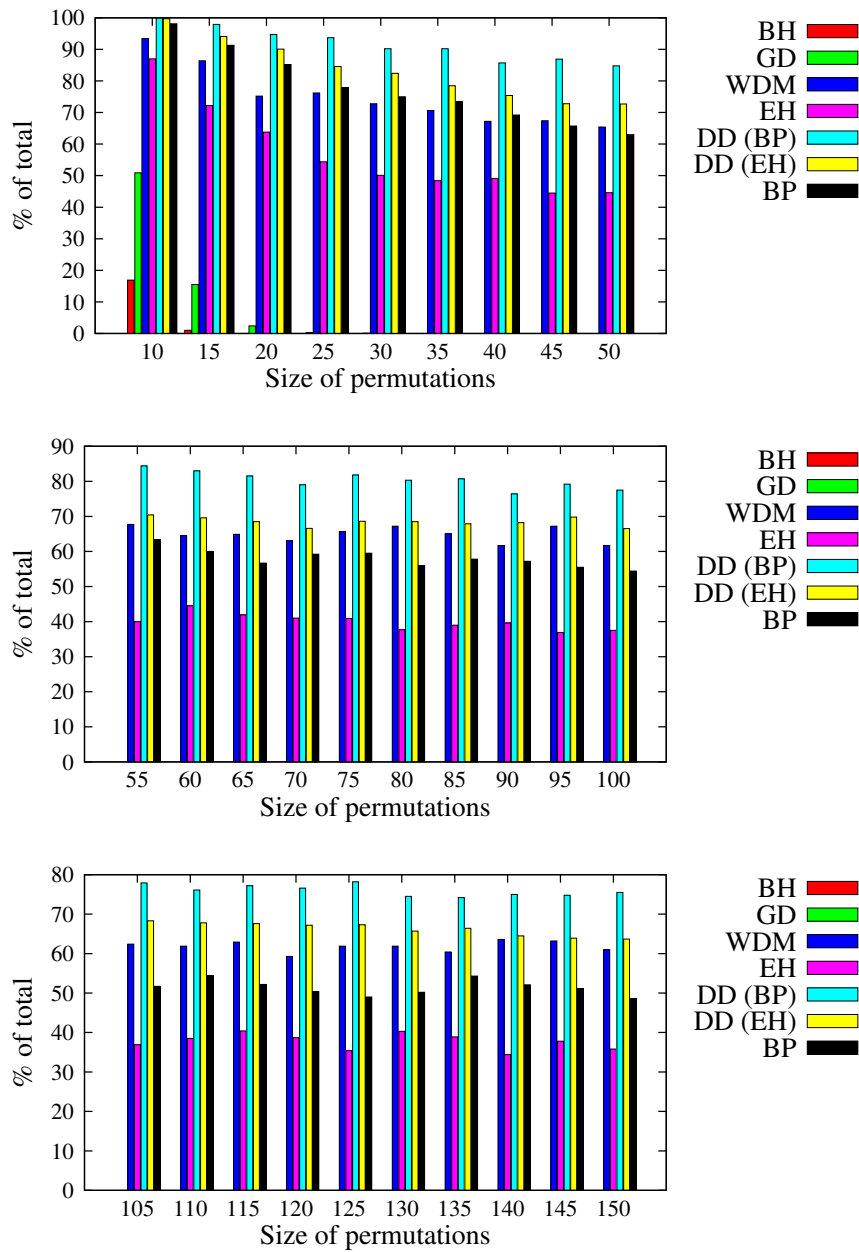 100
90
80
70
60
50
40
30
20
10
0
% of total
10 15 20 25 30 35 40 45 50
Size of permutations
BH
GD
WDM
EH
DD (BP)
DD (EH)
BP
90
80
70
60
50
40
30
20
10
0
% of total
55 60 65 70 75 80 85 90 95 100
Size of permutations
BH
GD
WDM
EH
DD (BP)
DD (EH)
BP
80
70
60
50
40
30
20
10
0
% of total
105 110 115 120 125 130 135 140 145 150
Size of permutations
BH
GD
WDM
EH
DD (BP)
DD (EH)
BP